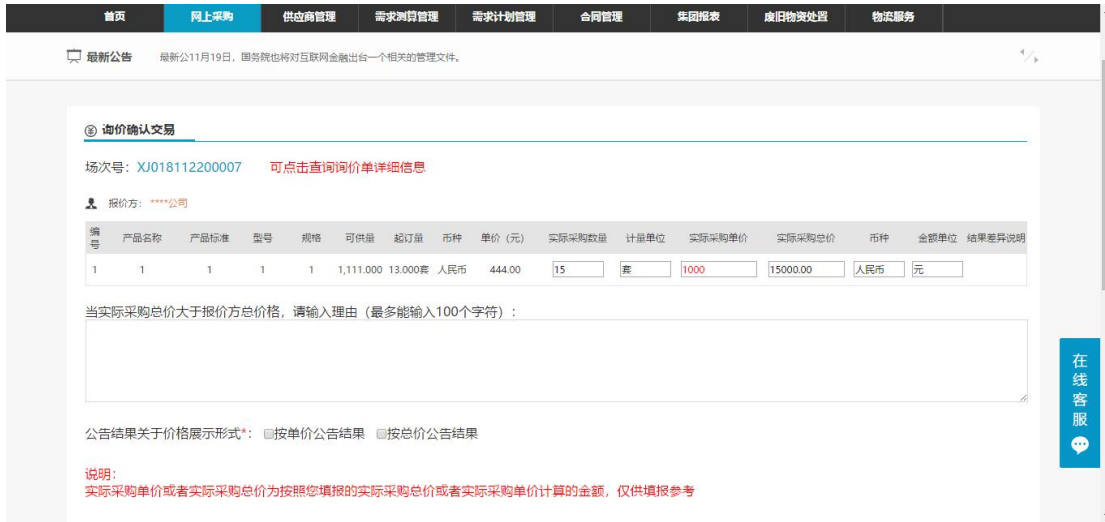 首页 网上采购 供应商管理 需求测算管理 需求计划管理 合同管理 集团报表 废旧物资处置 物流服务
最新公告 最新公11月19日，国务院也将对互联网金融出台一个相关的管理文件。
询价确认交易
场次号：XJ018112200007 可点击直间询价单详细信息
报价方：****公司
编号 产品名称 产品标准 型号 规格 可供量 起订量 币种 单价（元） 实际采购数量 计量单位 实际采购单价 实际采购总价 币种 金额单位 结果差异说明
1 1 1 1 1 1,111.000 13.000套 人民币 444.00 15 套 1000 15000.00 人民币 元
当实际采购总价大于报价方总价格，请输入理由（最多能输入100个字符）：
公告结果关于价格展示形式*： 按单价公告结果 按总价公告结果
说明：
实际采购单价或者实际采购总价为按照您填报的实际采购总价或者实际采购单价计算的金额，仅供填报参考
在线客服